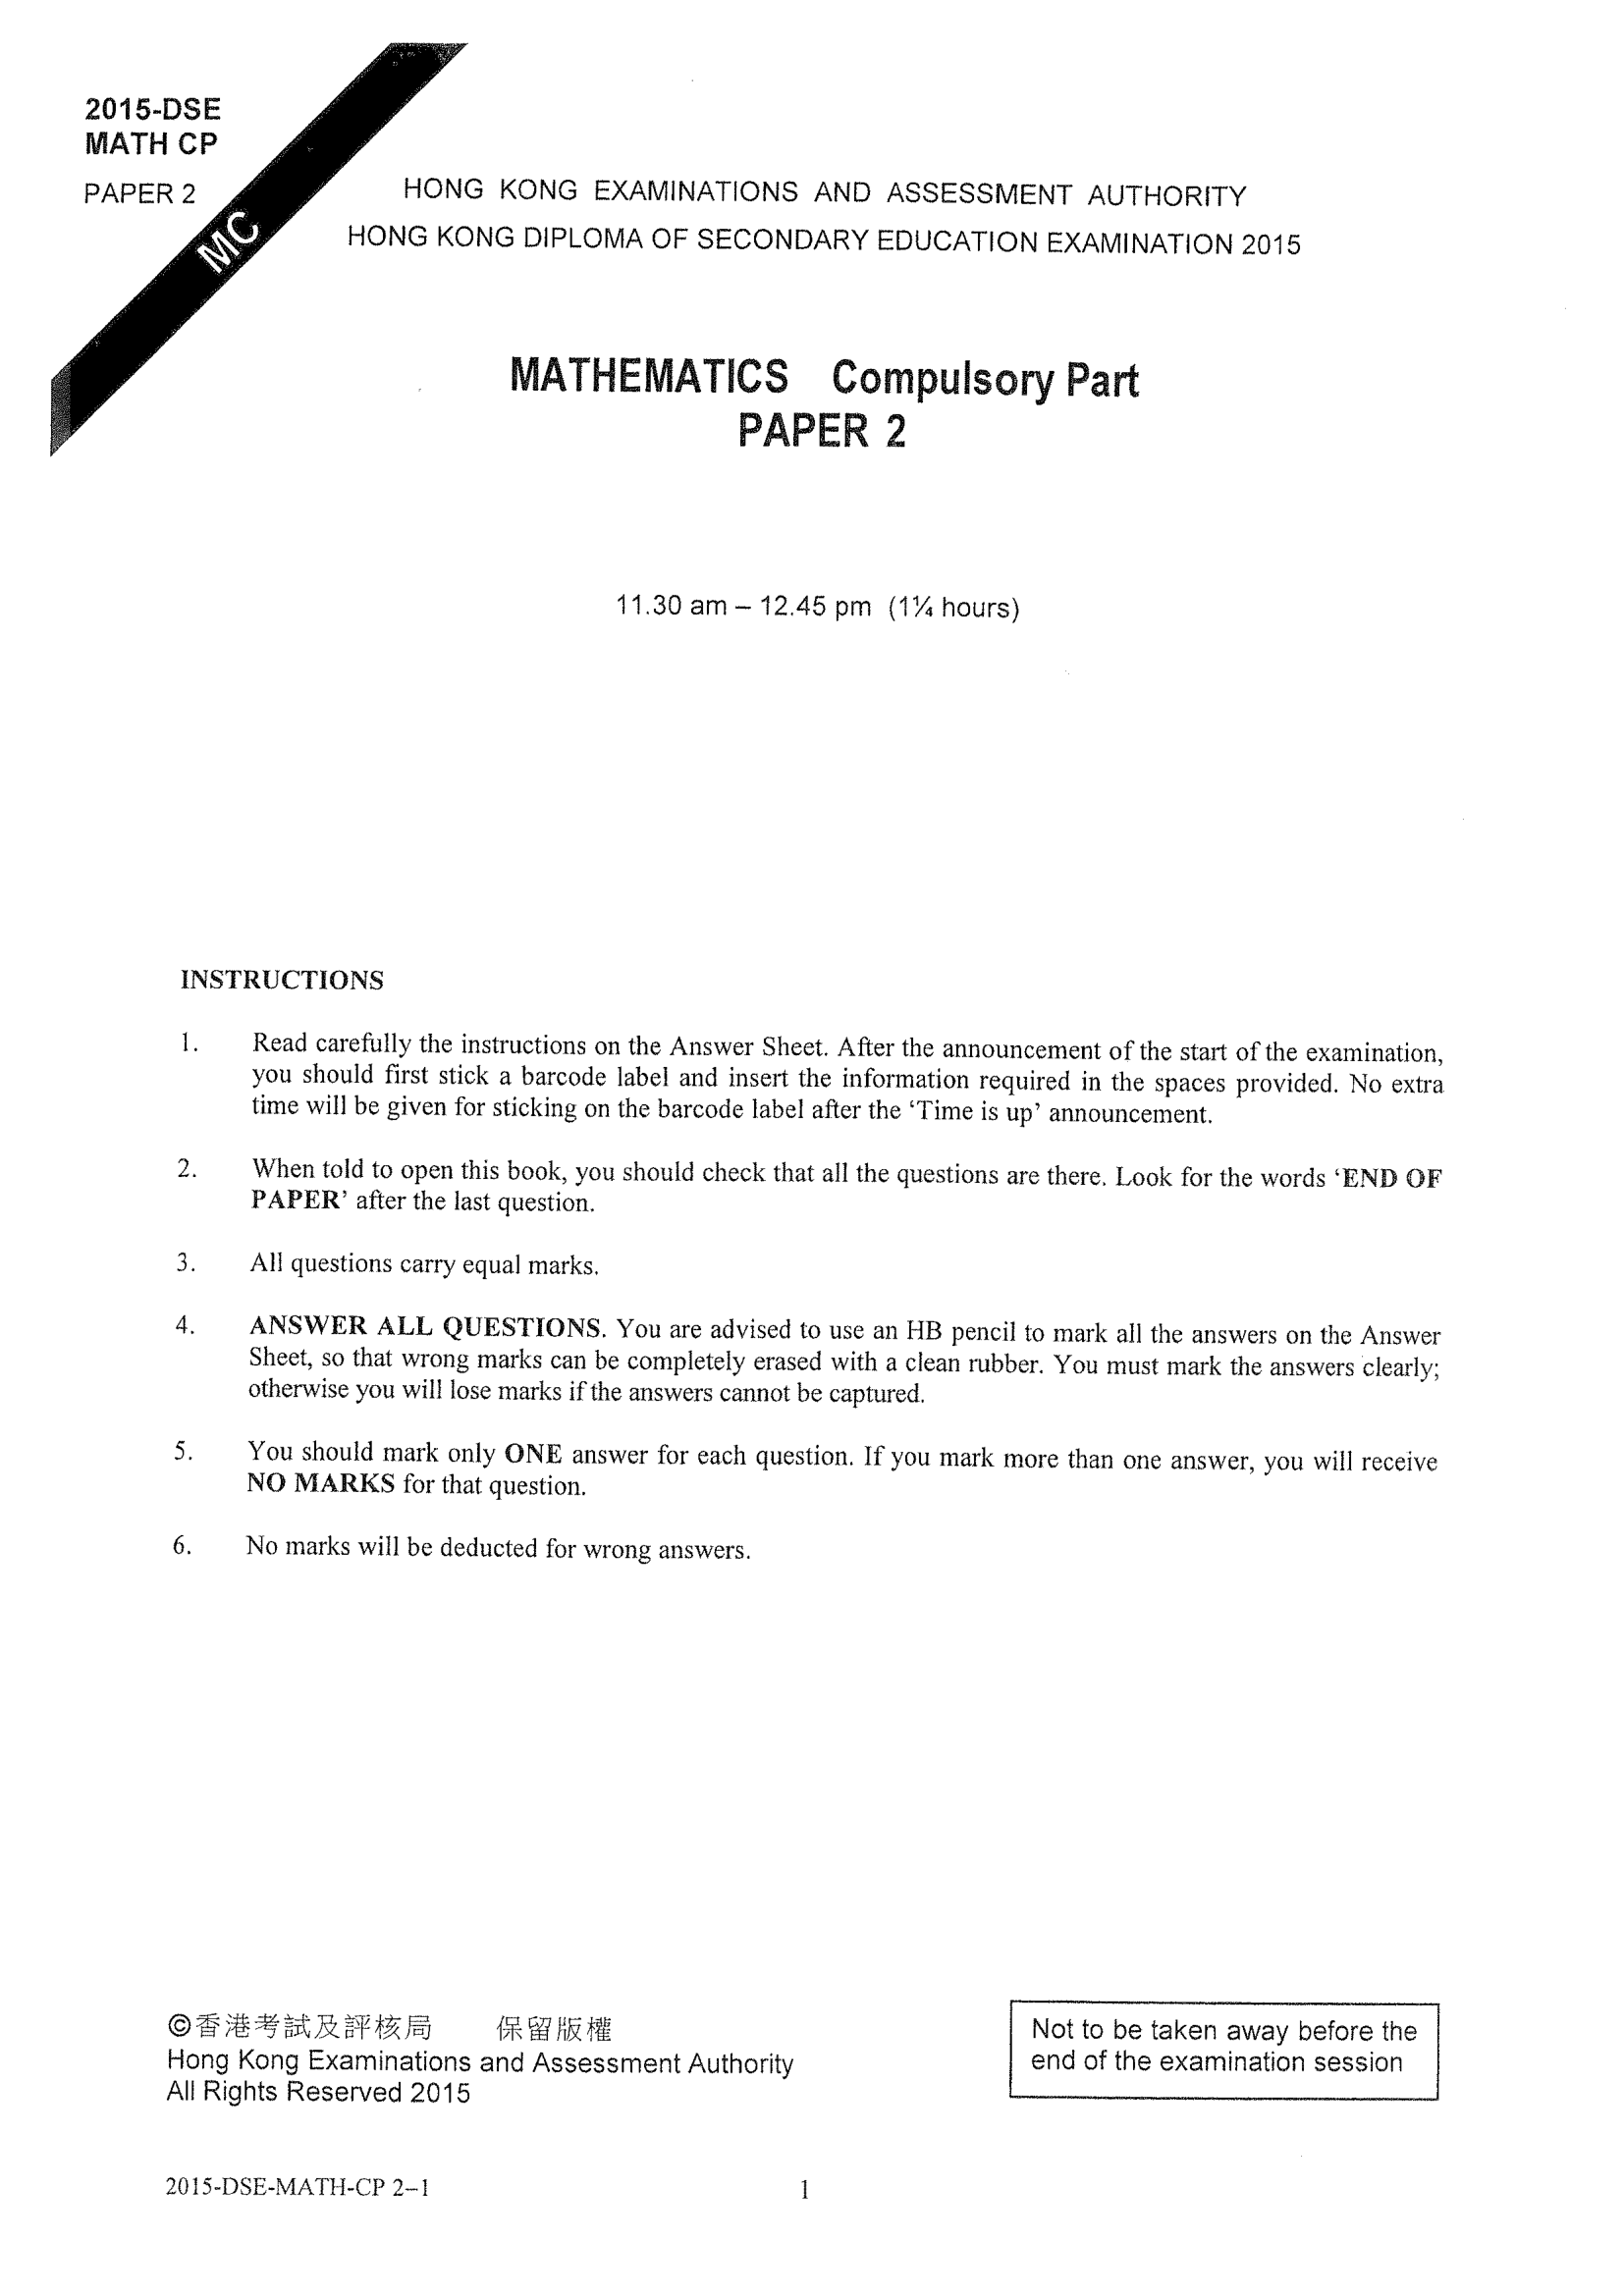 2015-DSE
MATH CP
PAPER 2
MC
HONG KONG EXAMINATIONS AND ASSESSMENT AUTHORITY
HONG KONG DIPLOMA OF SECONDARY EDUCATION EXAMINATION 2015
MATHEMATICS Compulsory Part
PAPER 2
11.30 am – 12.45 pm (1¼ hours)
INSTRUCTIONS
1. Read carefully the instructions on the Answer Sheet. After the announcement of the start of the examination,
you should first stick a barcode label and insert the information required in the spaces provided. No extra
time will be given for sticking on the barcode label after the ‘Time is up’ announcement.
2. When told to open this book, you should check that all the questions are there. Look for the words ‘END OF
PAPER’ after the last question.
3. All questions carry equal marks.
4. ANSWER ALL QUESTIONS. You are advised to use an HB pencil to mark all the answers on the Answer
Sheet, so that wrong marks can be completely erased with a clean rubber. You must mark the answers clearly;
otherwise you will lose marks if the answers cannot be captured.
5. You should mark only ONE answer for each question. If you mark more than one answer, you will receive
NO MARKS for that question.
6. No marks will be deducted for wrong answers.
©香港考試及評核局 保留版權
Hong Kong Examinations and Assessment Authority
All Rights Reserved 2015
Not to be taken away before the
end of the examination session
2015-DSE-MATH-CP 2–1
1